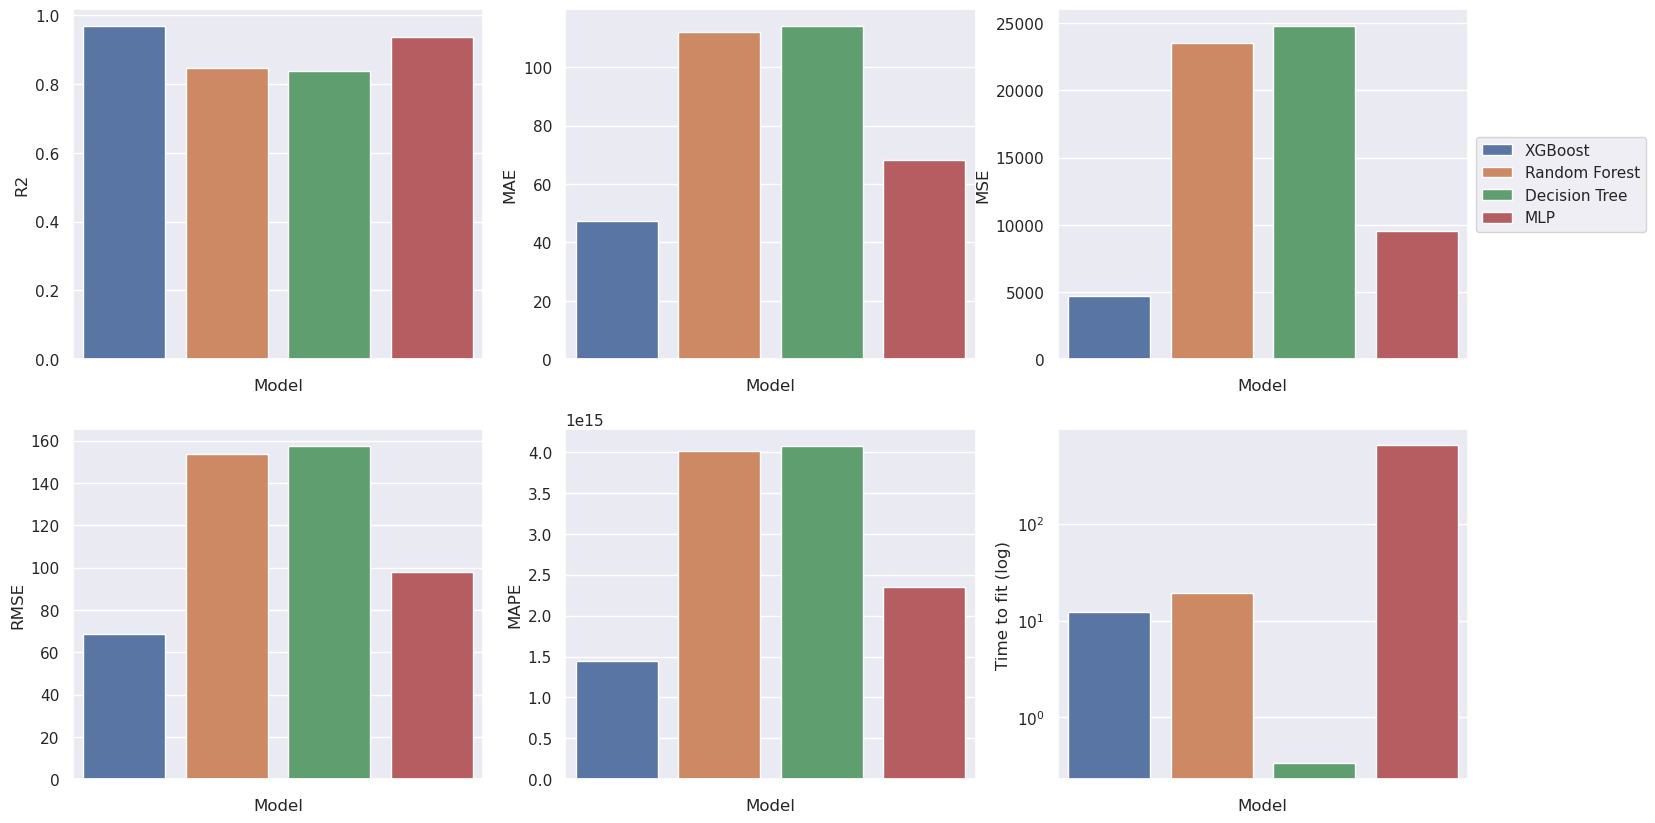 1.0
0.8
0.6
0.4
0.2
0.0
R2
Model
100
80
60
40
20
0
MAE
Model
25000
20000
15000
10000
5000
0
MSE
Model
XGBoost
Random Forest
Decision Tree
MLP
160
140
120
100
80
60
40
20
0
RMSE
Model
1e15
4.0
3.5
3.0
2.5
2.0
1.5
1.0
0.5
0.0
MAPE
Model
10²
10¹
10⁰
Time to fit (log)
Model